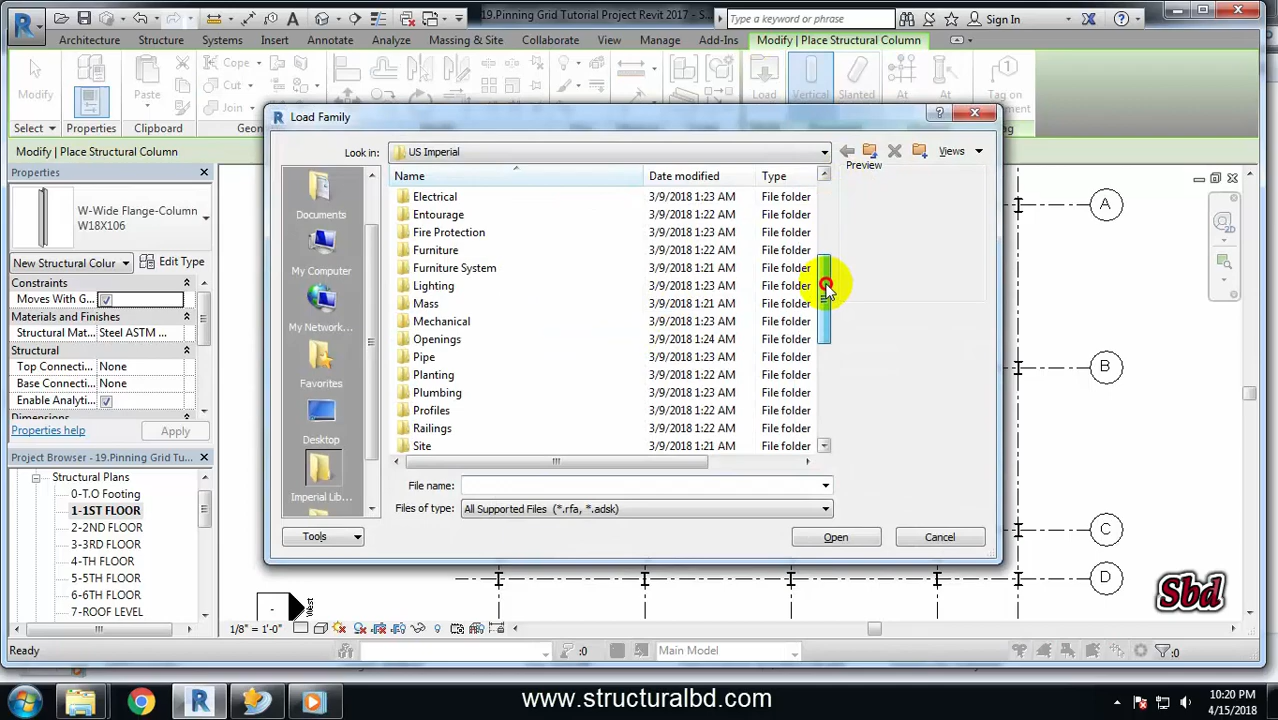 19.Pinning Grid Tutorial Project Revit 2017 - S...
Type a keyword or phrase
Sign In
Architecture Structure Systems Insert Annotate Analyze Massing & Site Collaborate View Manage Add-Ins Modify | Place Structural Column
Modify Paste Cope Cut Join Load Vertical Slanted At At Tag on
Select Properties Clipboard
Modify | Place Structural Column
Properties
W-Wide Flange-Column
W18X106
New Structural Colur Edit Type
Constraints
Moves With G...
Materials and Finishes
Structural Mat... Steel ASTM ...
Structural
Top Connecti... None
Base Connecti... None
Enable Analyti...
Dimensions
Properties help Apply
Project Browser - 19.Pinning Grid Tu...
Structural Plans
0-T.O Footing
1-1ST FLOOR
2-2ND FLOOR
3-3RD FLOOR
4-TH FLOOR
5-5TH FLOOR
6-6TH FLOOR
7-ROOF LEVEL
Load Family
Look in: US Imperial Views
Preview
Documents
My Computer
My Network...
Favorites
Desktop
Imperial Lib...
Name Date modified Type
Electrical 3/9/2018 1:23 AM File folder
Entourage 3/9/2018 1:22 AM File folder
Fire Protection 3/9/2018 1:23 AM File folder
Furniture 3/9/2018 1:22 AM File folder
Furniture System 3/9/2018 1:21 AM File folder
Lighting 3/9/2018 1:23 AM File folder
Mass 3/9/2018 1:21 AM File folder
Mechanical 3/9/2018 1:23 AM File folder
Openings 3/9/2018 1:24 AM File folder
Pipe 3/9/2018 1:23 AM File folder
Planting 3/9/2018 1:22 AM File folder
Plumbing 3/9/2018 1:23 AM File folder
Profiles 3/9/2018 1:22 AM File folder
Railings 3/9/2018 1:22 AM File folder
Site 3/9/2018 1:21 AM File folder
File name:
Files of type: All Supported Files (*.rfa, *.adsk)
Tools Open Cancel
A
B
C
D
Sbd
1/8" = 1'-0"
Ready :0 Main Model :0
www.structuralbd.com
10:20 PM
4/15/2018